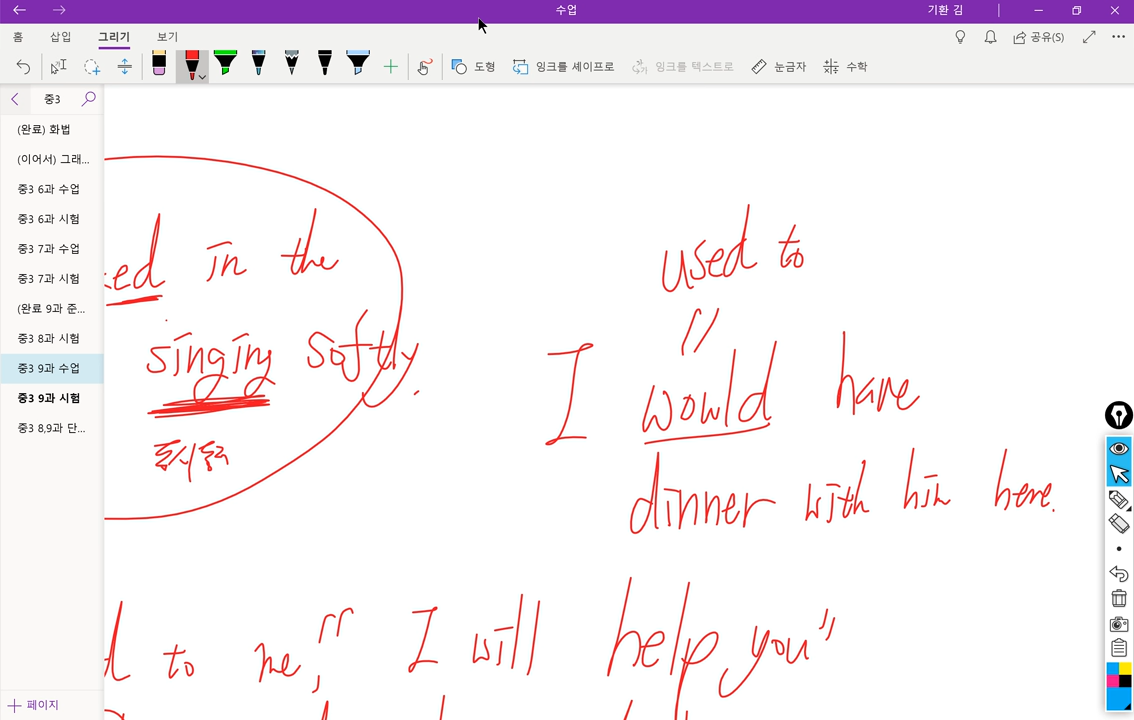 수업
기환 김
홈 삽입 그리기 보기
공유(S)
도형 잉크를 셰이프로 잉크를 텍스트로 눈금자 수학
중3
(완료) 화법
(이어서) 그래...
중3 6과 수업
중3 6과 시험
중3 7과 수업
중3 7과 시험
(완료 9과 준...
중3 8과 시험
중3 9과 수업
중3 9과 시험
중3 8,9과 단...
페이지
in the
singing softly.
동시동작
used to
"
I would have
dinner with him here.
to me, "I will help you"